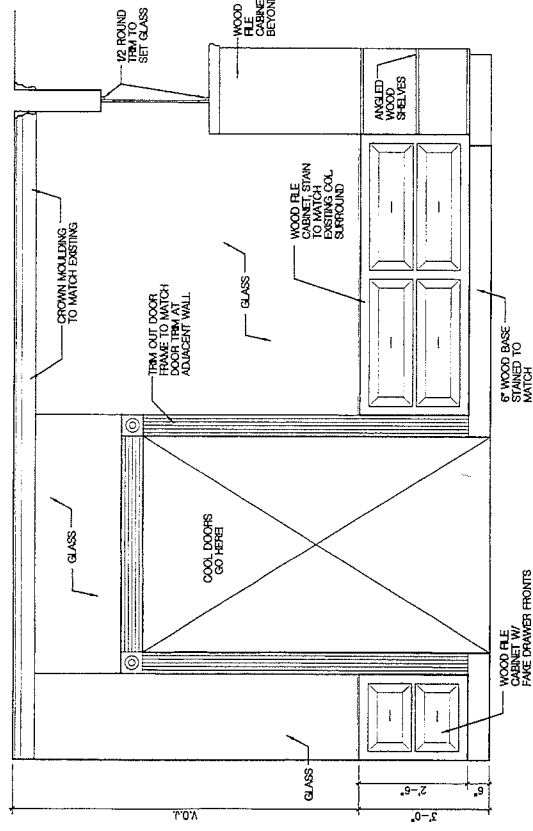 1/2 ROUND
TRIM TO
SET GLASS
WOOD
FILE
CABINE
BEYOND
CROWN MOULDING
TO MATCH EXISTING
ANGLED
WOOD
SHELVES
TRIM OUT DOOR
FRAME TO MATCH
DOOR TRIM AT
ADJACENT WALL
GLASS
WOOD FILE
CABINET, STAIN
TO MATCH
EXISTING COL.
SURROUND
GLASS
COOL DOORS
GO HERE!
6" WOOD BASE
STAINED TO
MATCH
GLASS
WOOD FILE
CABINET W/
FAKE DRAWER FRONTS
V.O.J.
2'-6"
6"
3'-0"